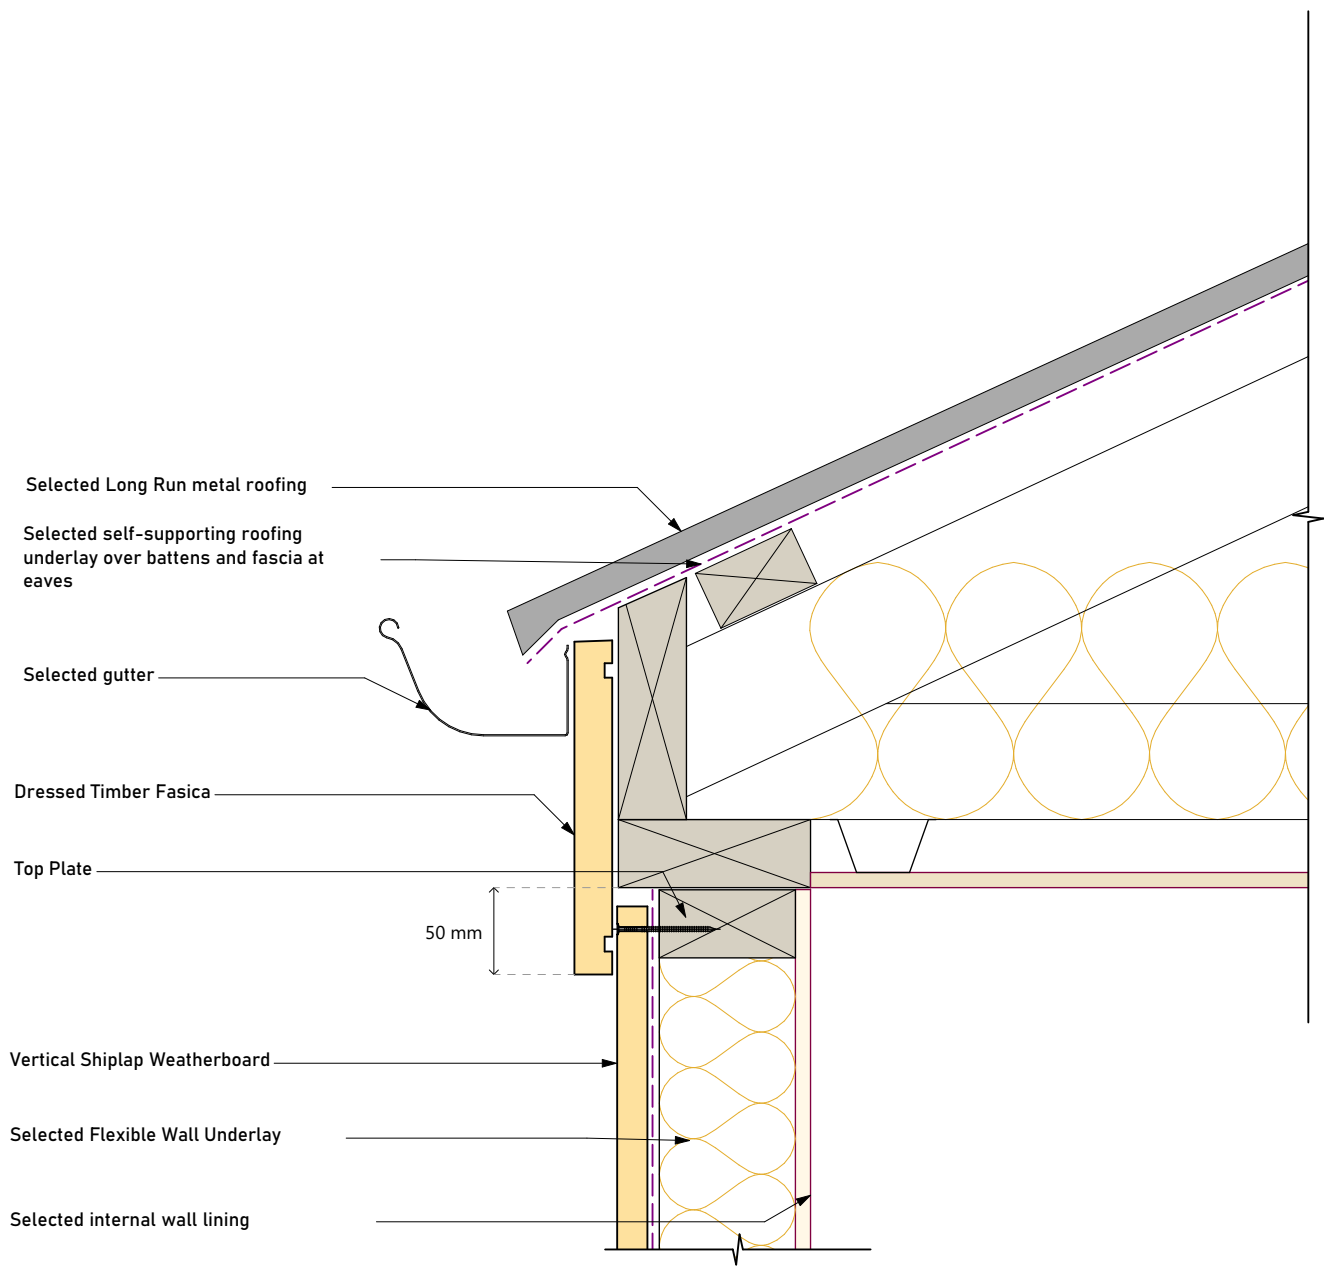 Selected Long Run metal roofing
Selected self-supporting roofing
underlay over battens and fascia at
eaves
Selected gutter
Dressed Timber Fasica
Top Plate
50 mm
Vertical Shiplap Weatherboard
Selected Flexible Wall Underlay
Selected internal wall lining